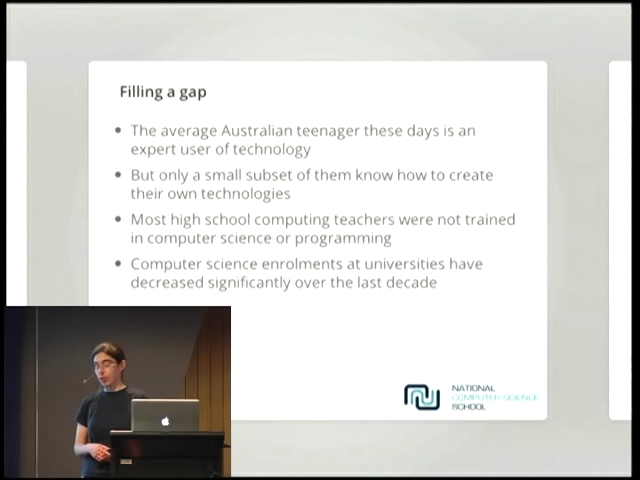 Filling a gap
• The average Australian teenager these days is an
expert user of technology
• But only a small subset of them know how to create
their own technologies
• Most high school computing teachers were not trained
in computer science or programming
• Computer science enrolments at universities have
decreased significantly over the last decade
NATIONAL
COMPUTER SCIENCE
SCHOOL